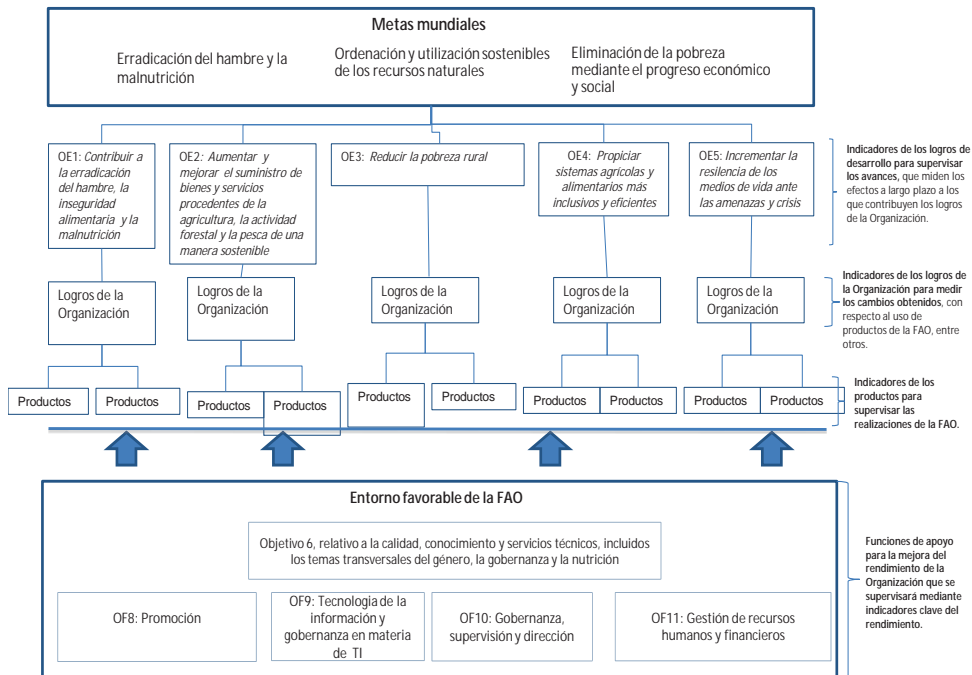 Metas mundiales
Erradicación del hambre y la
malnutrición
Ordenación y utilización sostenibles
de los recursos naturales
Eliminación de la pobreza
mediante el progreso económico
y social
OE1: Contribuir a
la erradicación
del hambre, la
inseguridad
alimentaria y la
malnutrición
OE2: Aumentar y
mejorar el suministro de
bienes y servicios
procedentes de la
agricultura, la actividad
forestal y la pesca de una
manera sostenible
OE3: Reducir la pobreza rural
OE4: Propiciar
sistemas agrícolas y
alimentarios más
inclusivos y eficientes
OE5: Incrementar la
resilencia de los
medios de vida ante
las amenazas y crisis
Indicadores de los logros de
desarrollo para supervisar
los avances, que miden los
efectos a largo plazo a los
que contribuyen los logros
de la Organización.
Logros de la
Organización
Logros de la
Organización
Logros de la
Organización
Logros de la
Organización
Logros de la
Organización
Indicadores de los logros de
la Organización para medir
los cambios obtenidos, con
respecto al uso de
productos de la FAO, entre
otros.
Productos
Productos
Productos
Productos
Productos
Productos
Productos
Productos
Productos
Productos
Indicadores de los
productos para
supervisar las
realizaciones de la FAO.
Entorno favorable de la FAO
Objetivo 6, relativo a la calidad, conocimiento y servicios técnicos, incluidos
los temas transversales del género, la gobernanza y la nutrición
OF8: Promoción
OF9: Tecnologia de la
información y
gobernanza en materia
de TI
OF10: Gobernanza,
supervisión y dirección
OF11: Gestión de recursos
humanos y financieros
Funciones de apoyo
para la mejora del
rendimiento de la
Organización que se
supervisará mediante
indicadores clave del
rendimiento.